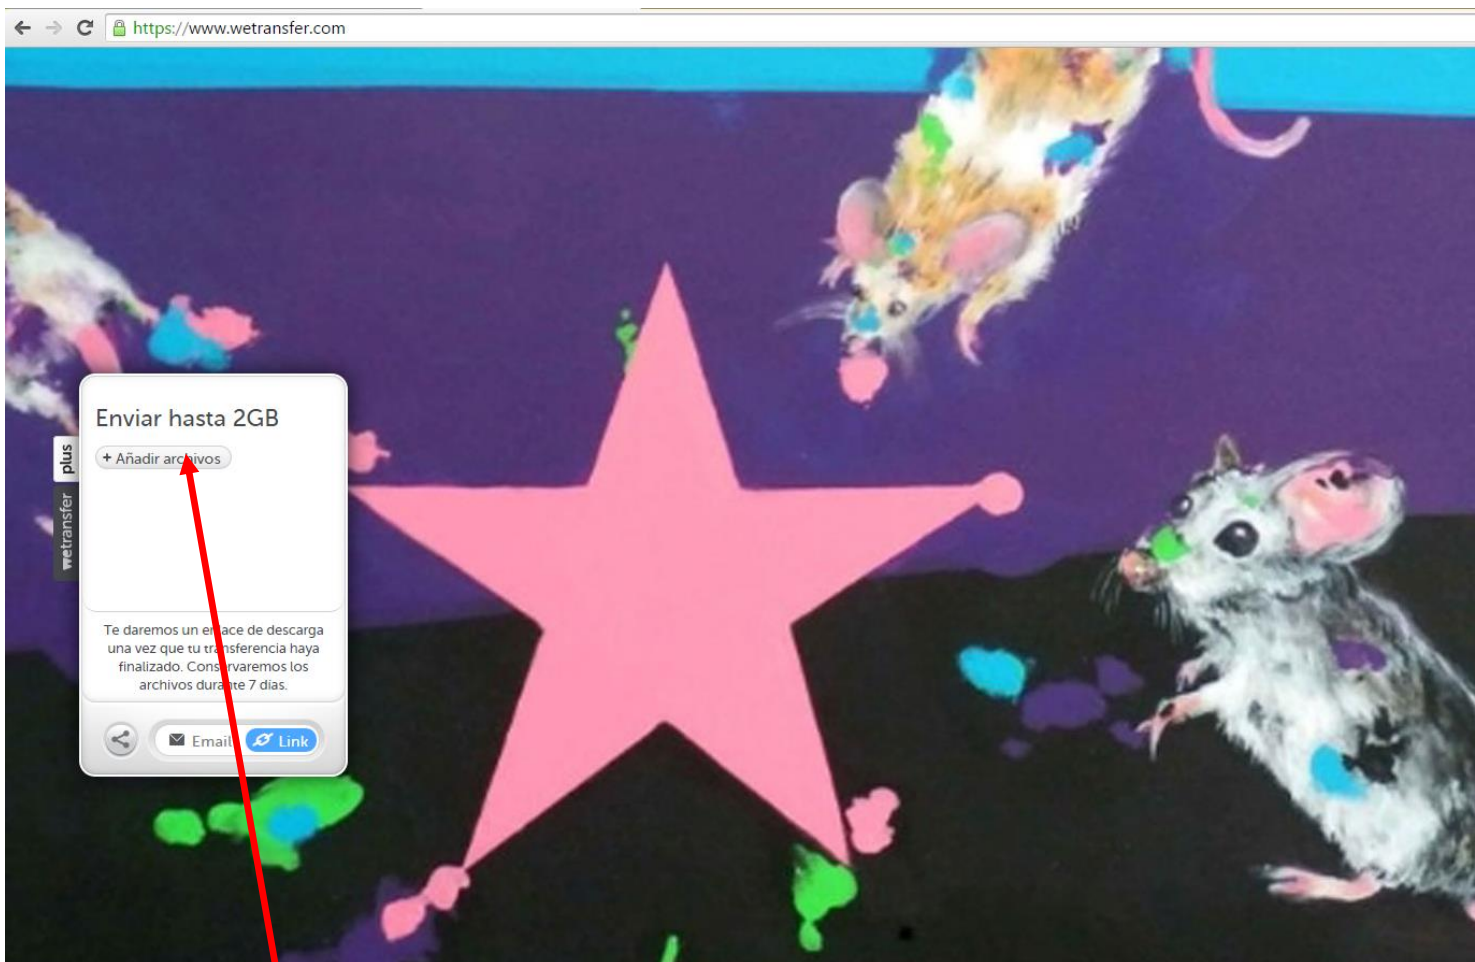 https://www.wetransfer.com
Enviar hasta 2GB
+ Añadir archivos
plus
wetransfer
Te daremos un enlace de descarga
una vez que tu transferencia haya
finalizado. Conservaremos los
archivos durante 7 dias.
Email
Link